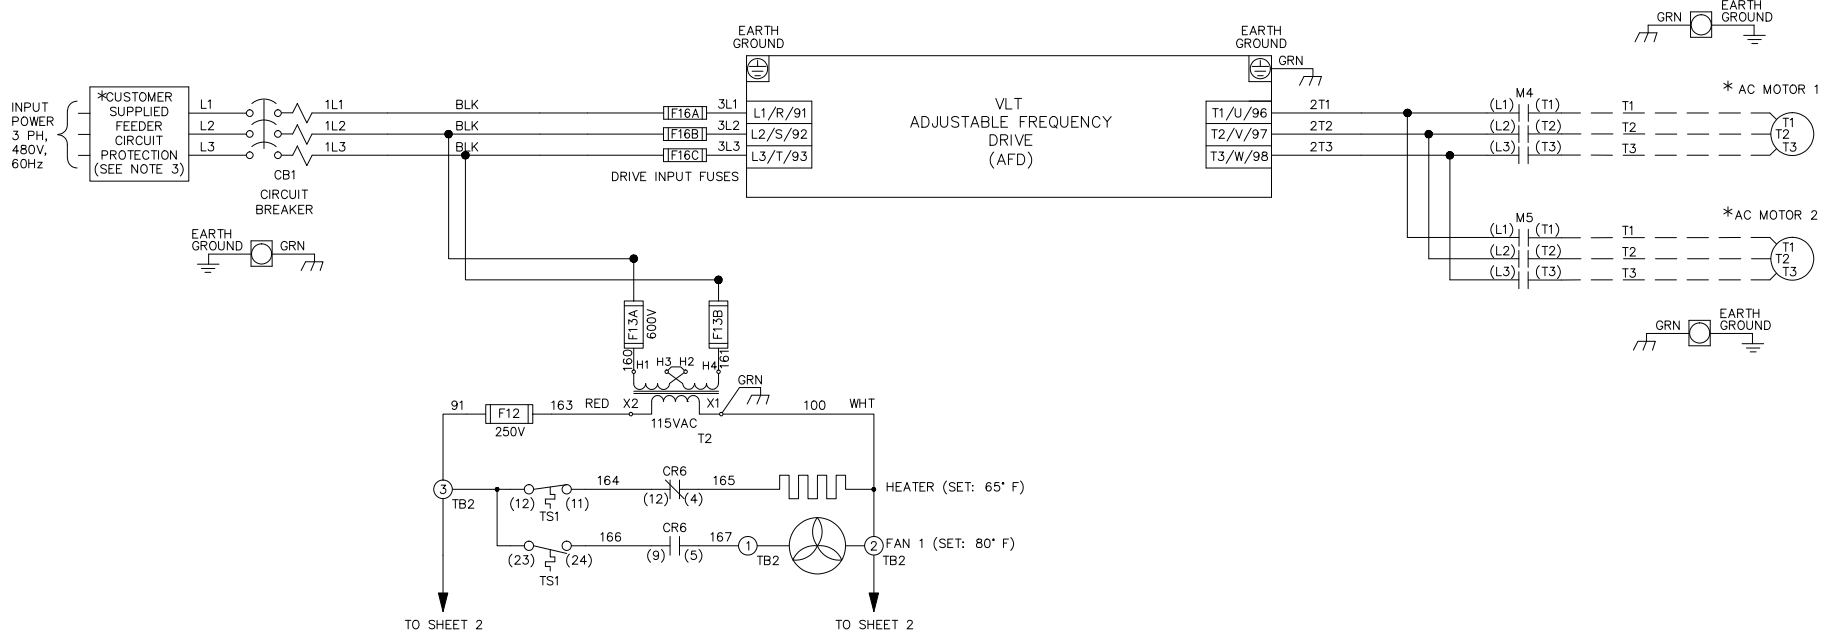 EARTH
GROUND
GRN
EARTH
GROUND
EARTH
GROUND
GRN
INPUT
POWER
3 PH,
480V,
60Hz
*CUSTOMER
SUPPLIED
FEEDER
CIRCUIT
PROTECTION
(SEE NOTE 3)
L1
L2
L3
CB1
CIRCUIT
BREAKER
1L1
1L2
1L3
BLK
BLK
BLK
F16A
F16B
F16C
3L1
3L2
3L3
DRIVE INPUT FUSES
L1/R/91
L2/S/92
L3/T/93
VLT
ADJUSTABLE FREQUENCY
DRIVE
(AFD)
T1/U/96
T2/V/97
T3/W/98
2T1
2T2
2T3
M4
(L1) (T1) T1
(L2) (T2) T2
(L3) (T3) T3
* AC MOTOR 1
T1
T2
T3
M5
(L1) (T1) T1
(L2) (T2) T2
(L3) (T3) T3
*AC MOTOR 2
T1
T2
T3
EARTH
GROUND
GRN
GRN
EARTH
GROUND
F13A
600V
F13B
160
161
H1 H3 H2 H4
GRN
91
F12
250V
163 RED X2
X1
100 WHT
115VAC
T2
3
TB2
(12) (11)
TS1
164
CR6
(12) (4)
165
HEATER (SET: 65° F)
(23) (24)
TS1
166
CR6
(9) (5)
167
1
TB2
2
TB2
FAN 1 (SET: 80° F)
TO SHEET 2
TO SHEET 2